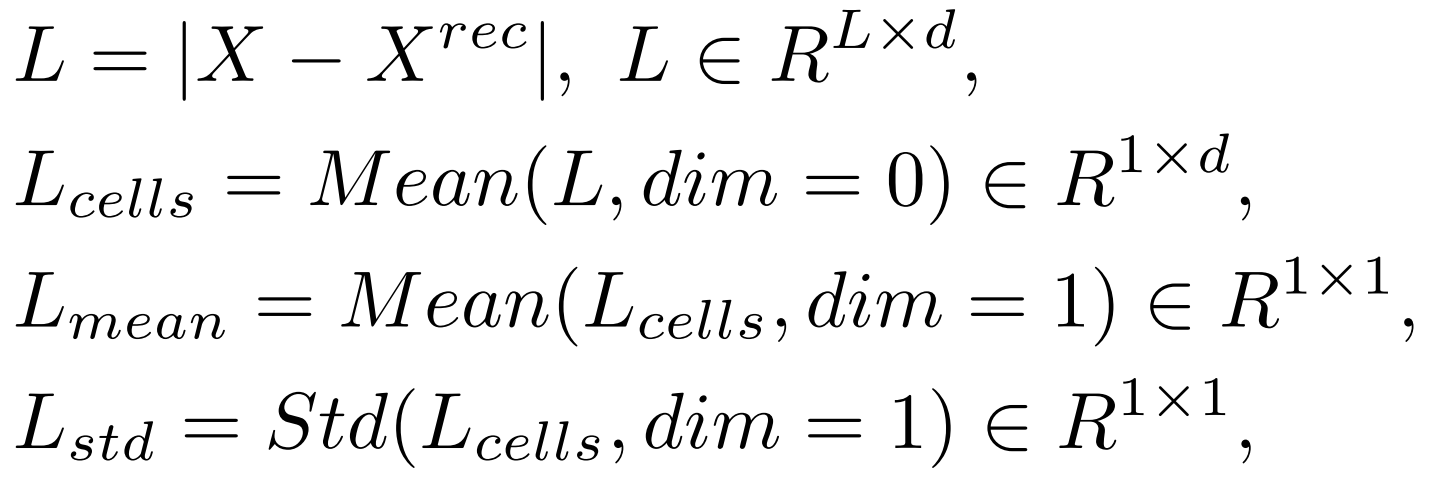 L = |X − X^{rec}|, L ∈ R^{L×d},
L_{cells} = Mean(L, dim = 0) ∈ R^{1×d},
L_{mean} = Mean(L_{cells}, dim = 1) ∈ R^{1×1},
L_{std} = Std(L_{cells}, dim = 1) ∈ R^{1×1},